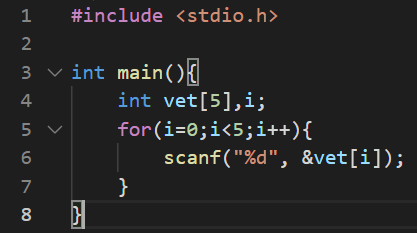 1 #include <stdio.h>
2
3 int main(){
4 int vet[5],i;
5 for(i=0;i<5;i++){
6 scanf("%d", &vet[i]);
7 }
8 }